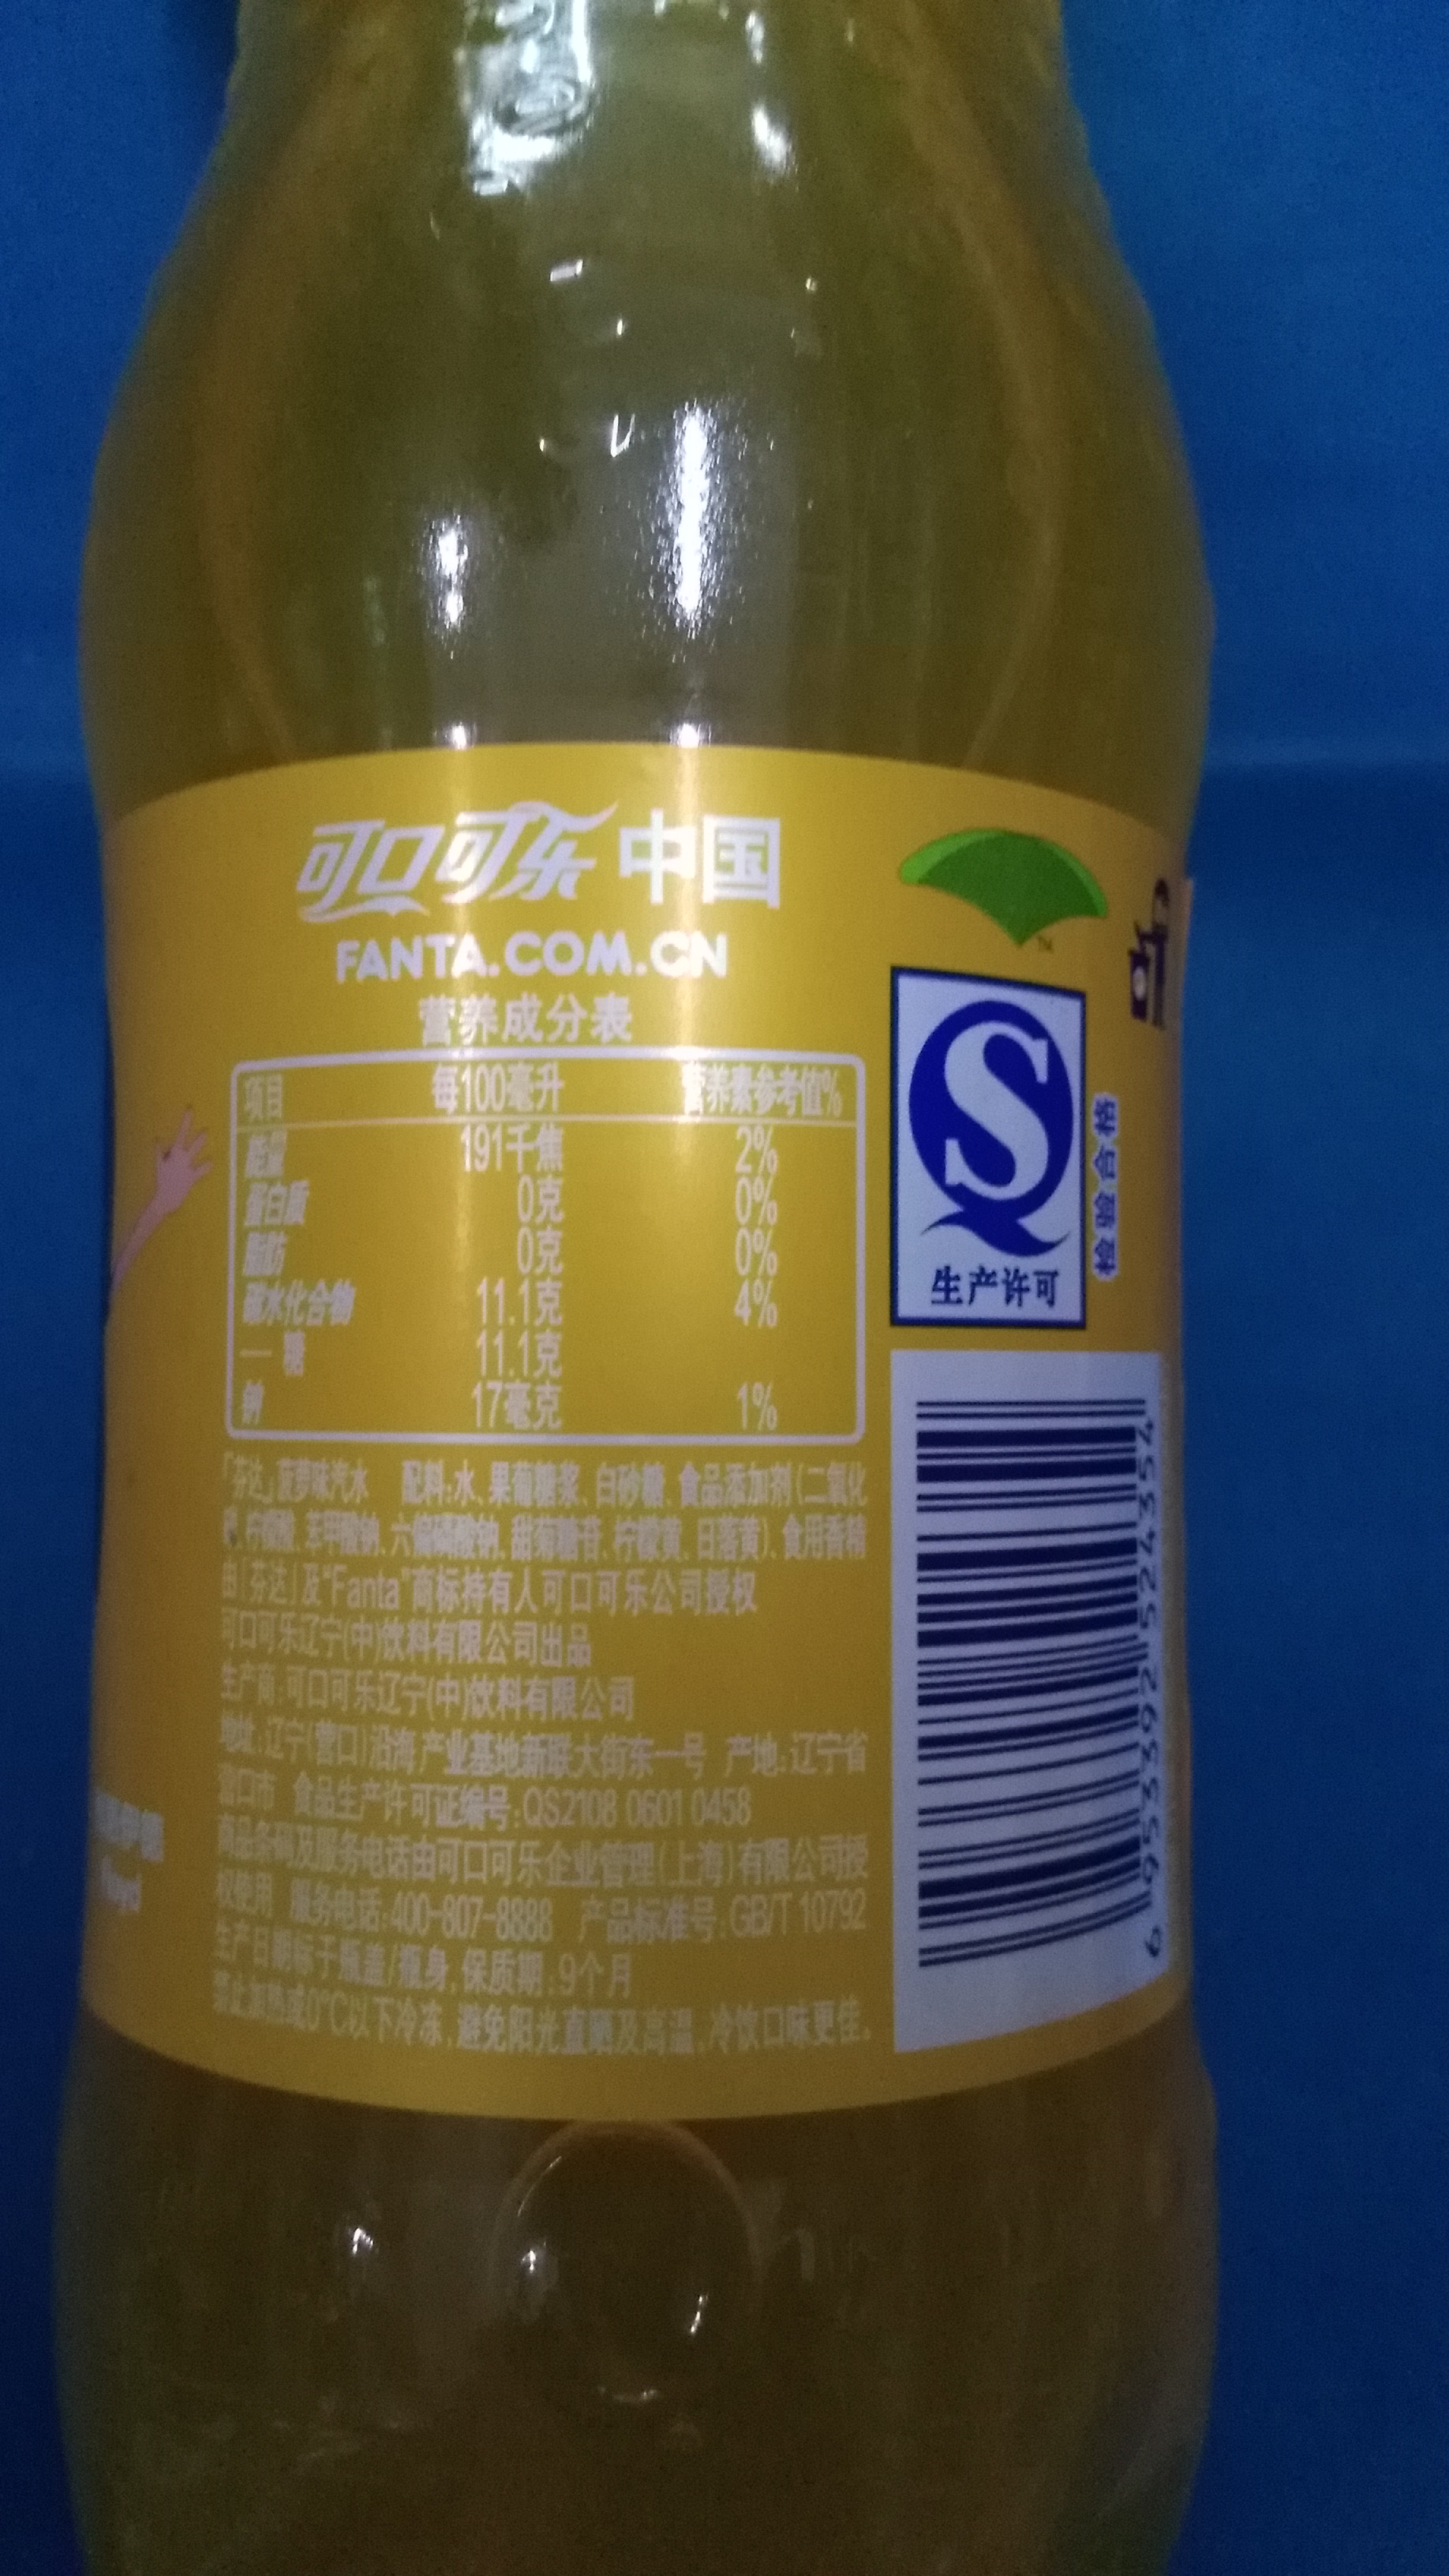 可口可乐 中国
FANTA.COM.CN
营养成分表
项目 每100毫升 营养素参考值%
能量 191千焦 2%
蛋白质 0克 0%
脂肪 0克 0%
碳水化合物 11.1克 4%
— 糖 11.1克
钠 17毫克 1%
「芬达」菠萝味汽水 配料:水、果葡糖浆、白砂糖、食品添加剂(二氧化
碳、柠檬酸、苯甲酸钠、六偏磷酸钠、甜菊糖苷、柠檬黄、日落黄)、食用香精
由「芬达」及“Fanta”商标持有人可口可乐公司授权
可口可乐辽宁(中)饮料有限公司出品
生产商:可口可乐辽宁(中)饮料有限公司
地址:辽宁(营口)沿海产业基地新联大街东一号 产地:辽宁省
营口市 食品生产许可证编号:QS2108 0601 0458
商品条码及服务电话由可口可乐企业管理(上海)有限公司授
权使用 服务电话:400-807-8888 产品标准号:GB/T 10792
生产日期标于瓶盖/瓶身,保质期:9个月
禁止加热或0°C以下冷冻,避免阳光直晒及高温,冷饮口味更佳。
TM
S
生产许可
检验合格
6 953392 524354